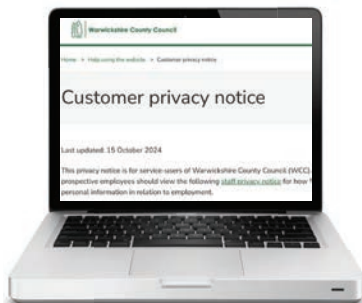 Warwickshire County Council
Home > Help using the website > Customer privacy notice
Customer privacy notice
Last updated: 15 October 2024
This privacy notice is for service-users of Warwickshire County Council (WCC).
prospective employees should view the following staff privacy notice for how
personal information in relation to employment.